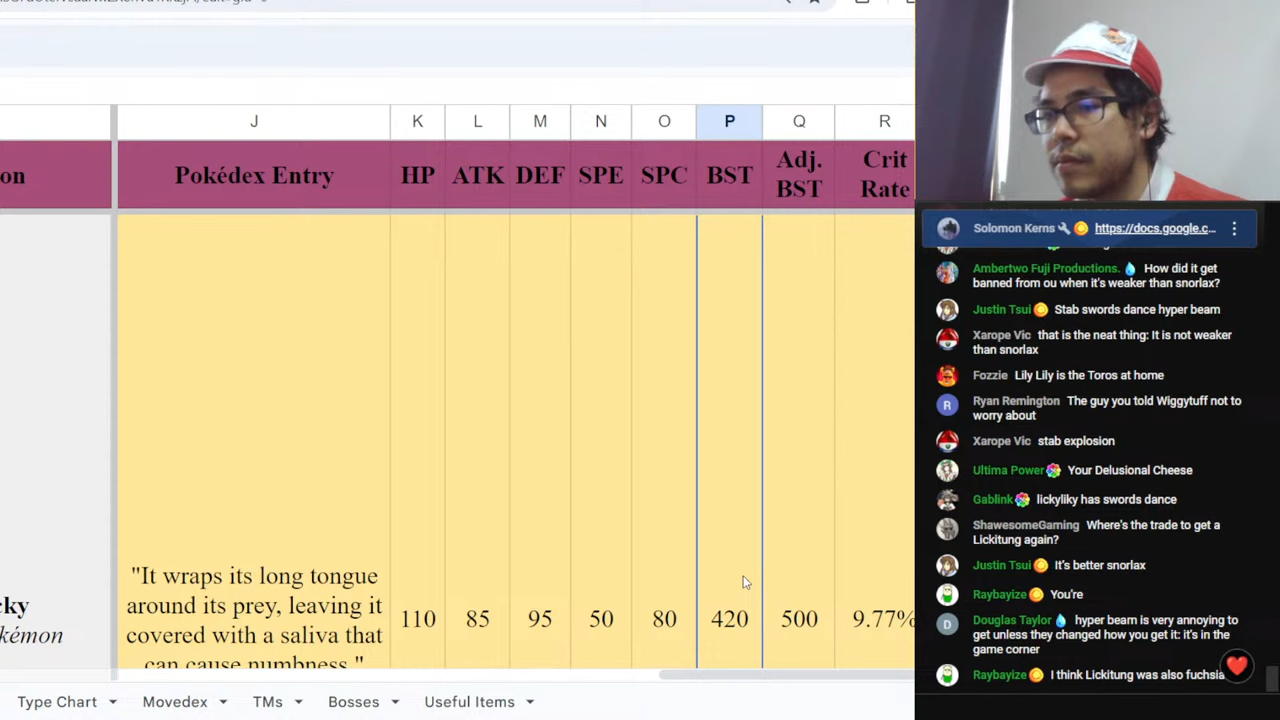 J K L M N O P Q R
on Pokédex Entry HP ATK DEF SPE SPC BST Adj. BST Crit Rate
"It wraps its long tongue
around its prey, leaving it
cky covered with a saliva that 110 85 95 50 80 420 500 9.77%
okémon can cause numbness."
Type Chart Movedex TMs Bosses Useful Items
Solomon Kerns https://docs.google.c...
Ambertwo Fuji Productions. How did it get
banned from ou when it's weaker than snorlax?
Justin Tsui Stab swords dance hyper beam
Xarope Vic that is the neat thing: It is not weaker
than snorlax
Fozzie Lily Lily is the Toros at home
R Ryan Remington The guy you told Wiggytuff not to
worry about
Xarope Vic stab explosion
Ultima Power Your Delusional Cheese
Gablink lickyliky has swords dance
ShawesomeGaming Where's the trade to get a
Lickitung again?
Justin Tsui It's better snorlax
Raybayize You're
D Douglas Taylor hyper beam is very annoying to
get unless they changed how you get it: it's in the
game corner
Raybayize I think Lickitung was also fuchsia